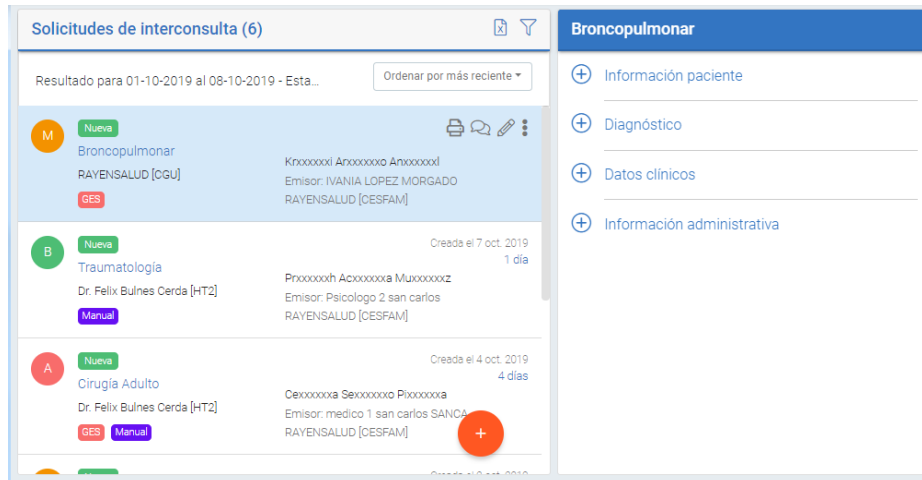 Solicitudes de interconsulta (6)
Resultado para 01-10-2019 al 08-10-2019 - Esta...
Ordenar por más reciente
M
Nueva
Broncopulmonar
RAYENSALUD [CGU]
GES
Krxxxxxxi Arxxxxxxo Anxxxxxxl
Emisor: IVANIA LOPEZ MORGADO
RAYENSALUD [CESFAM]
B
Nueva
Traumatología
Dr. Felix Bulnes Cerda [HT2]
Manual
Creada el 7 oct. 2019
1 día
Prxxxxxxh Acxxxxxxa Muxxxxxxz
Emisor: Psicologo 2 san carlos
RAYENSALUD [CESFAM]
A
Nueva
Cirugía Adulto
Dr. Felix Bulnes Cerda [HT2]
GES Manual
Creada el 4 oct. 2019
4 días
Cexxxxxxa Sexxxxxxo Pixxxxxxa
Emisor: medico 1 san carlos SANCA
RAYENSALUD [CESFAM]
+
Broncopulmonar
Información paciente
Diagnóstico
Datos clínicos
Información administrativa